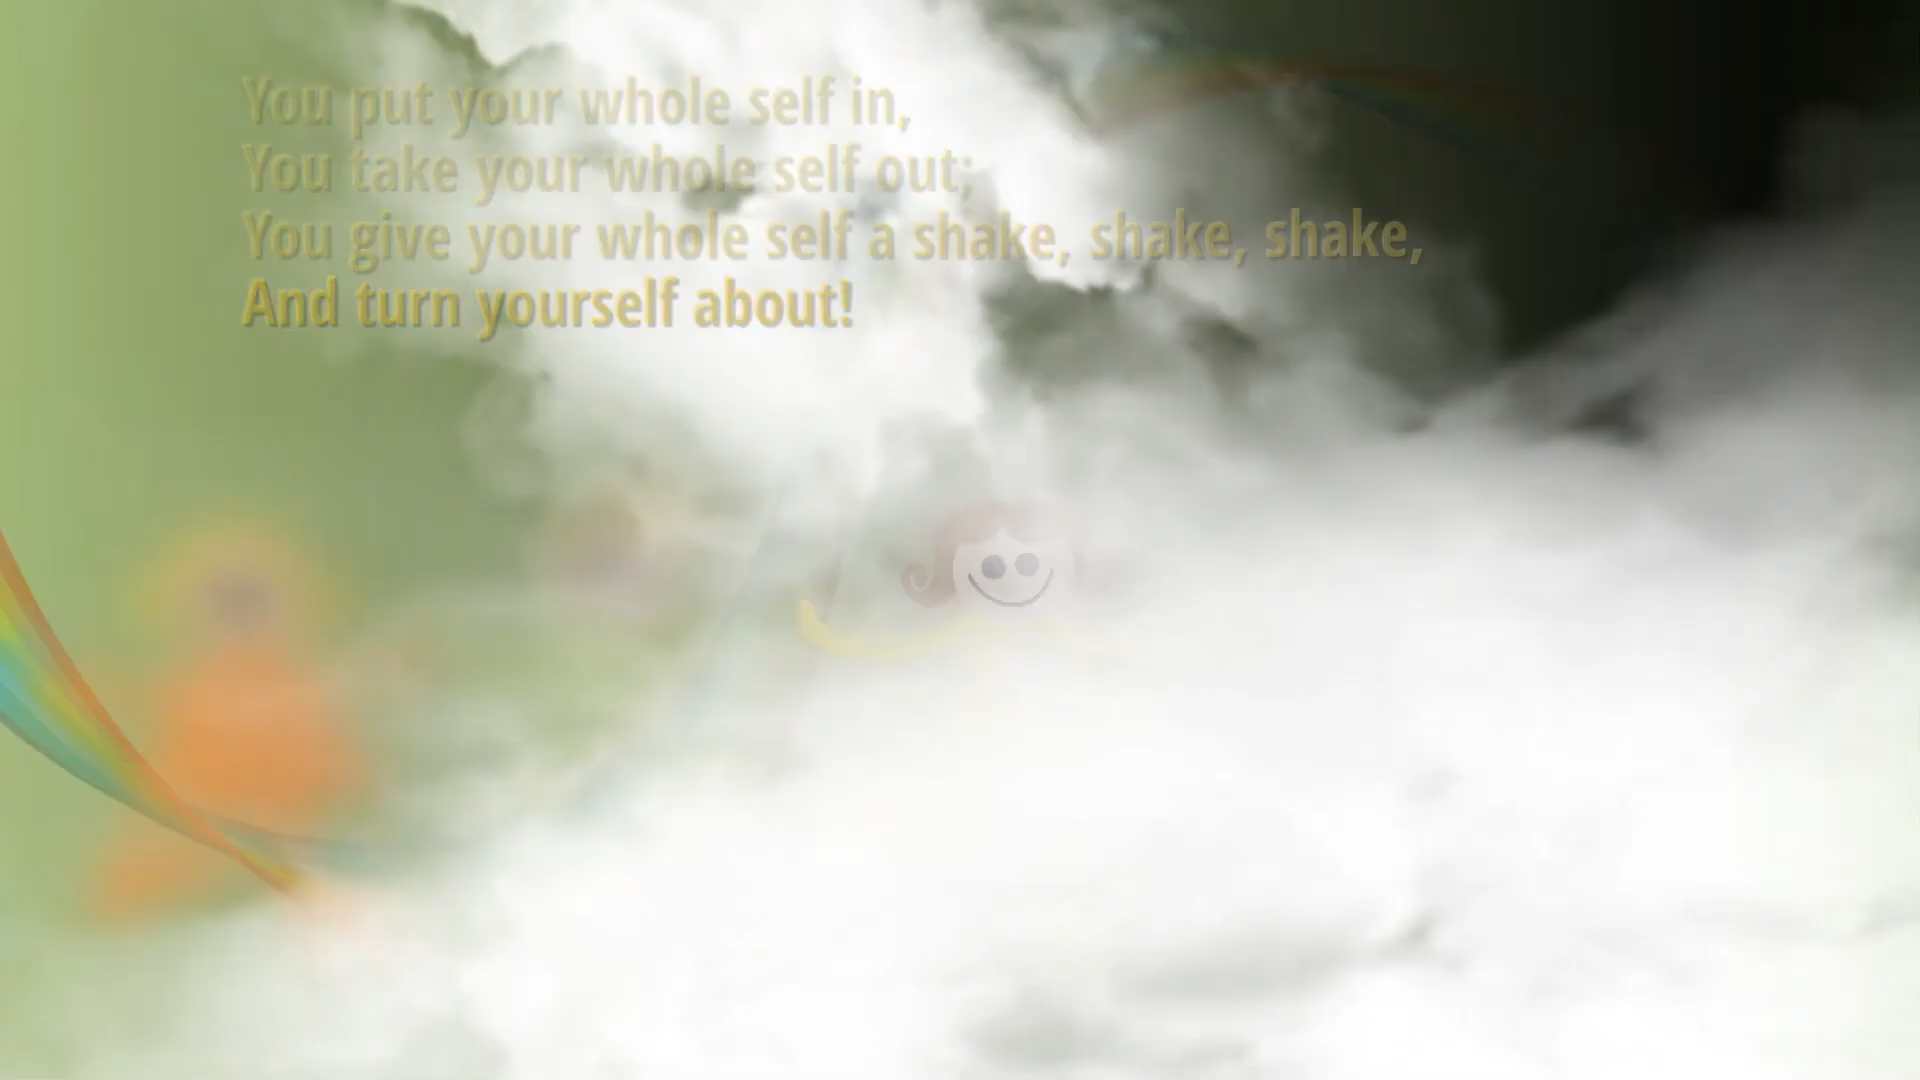 You put your whole self in,
You take your whole self out;
You give your whole self a shake, shake, shake,
And turn yourself about!